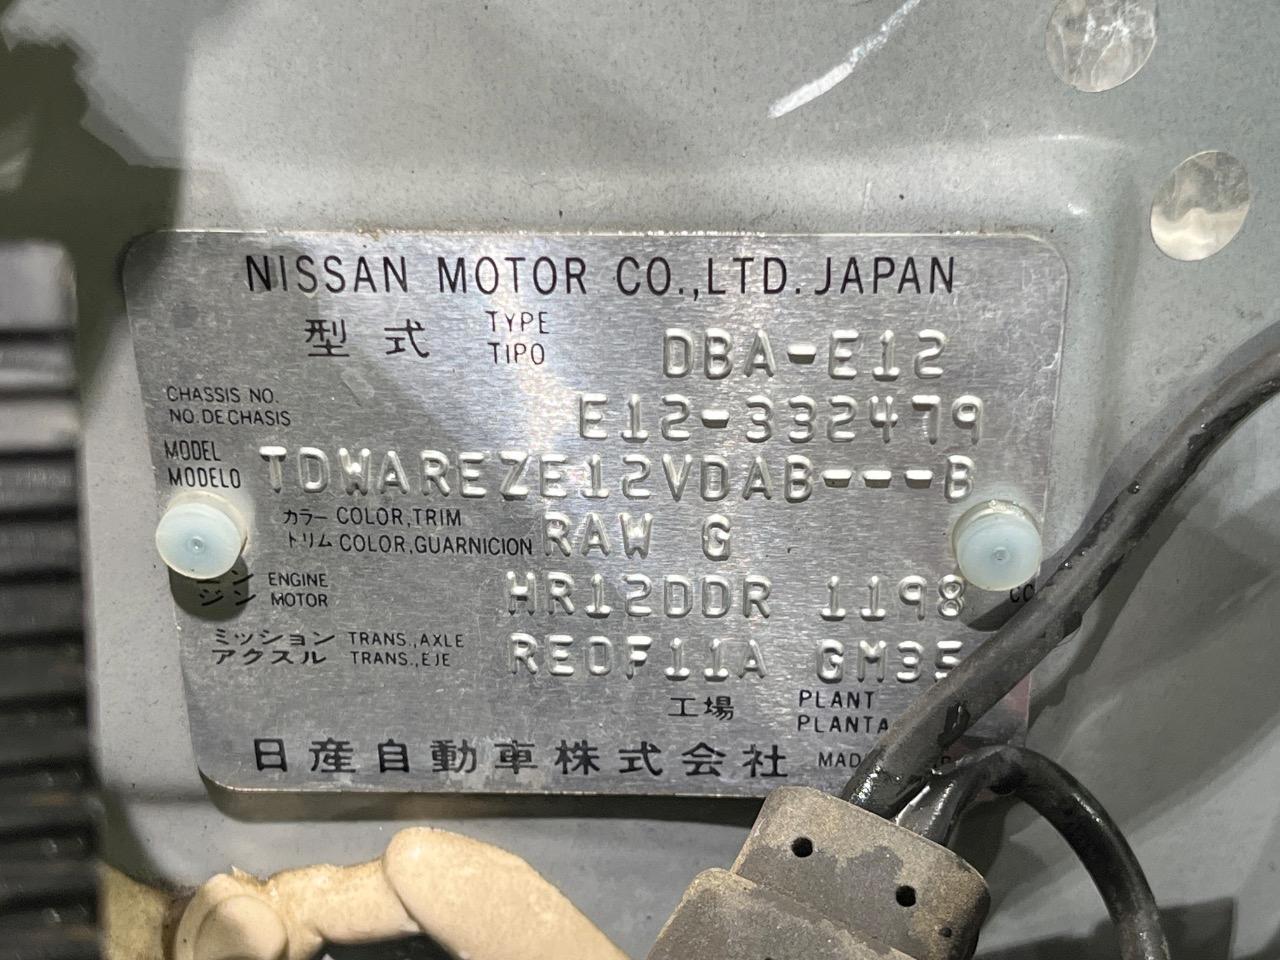 NISSAN MOTOR CO.,LTD. JAPAN
型式 TYPE TIPO DBA-E12
CHASSIS NO. NO. DE CHASIS E12-332479
MODEL MODELO TDWAREZE12VDAB---B
カラー COLOR,TRIM
トリム COLOR,GUARNICION RAW G
ENGINE
ジン MOTOR HR12DDR 1198 CC
ミッション TRANS.,AXLE
アクスル TRANS.,EJE RE0F11A GM35
工場 PLANT PLANTA
日産自動車株式会社